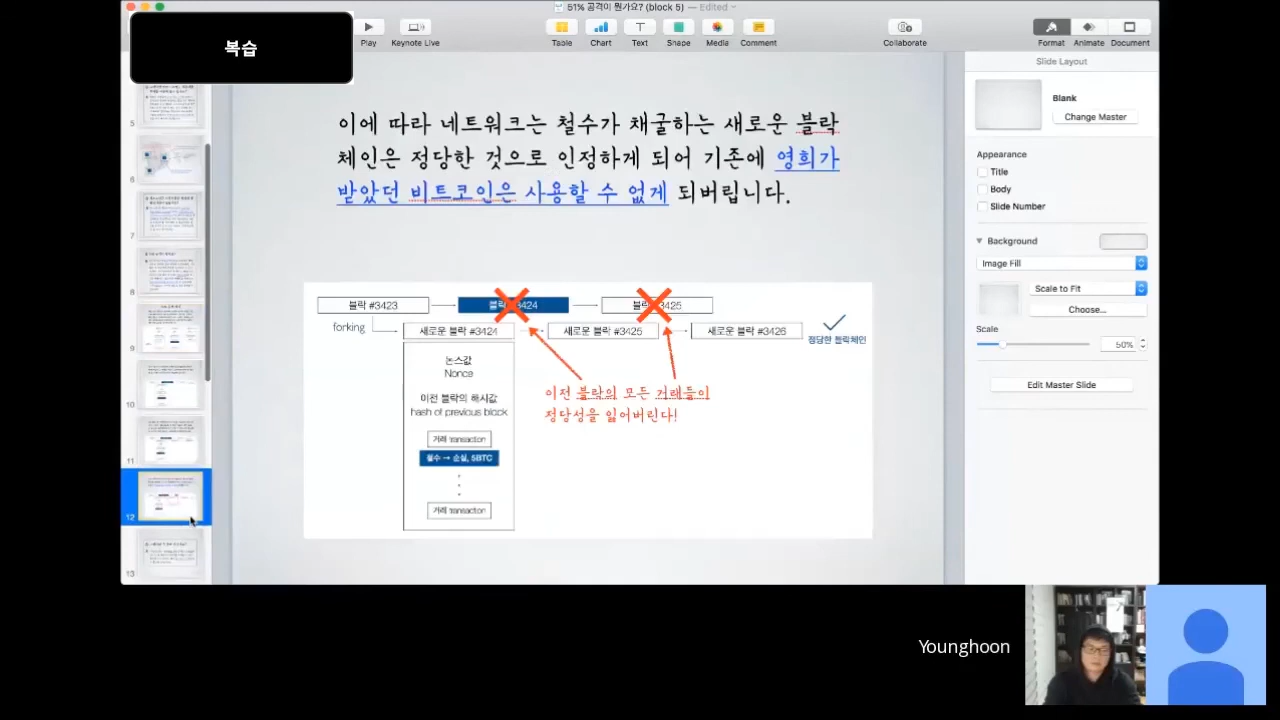 51% 공격이 뭔가요? (block 5) — Edited
복습
Play
Keynote Live
Table
Chart
Text
Shape
Media
Comment
Collaborate
Format
Animate
Document
Slide Layout
Blank
Change Master
Appearance
Title
Body
Slide Number
Background
Image Fill
Scale to Fit
Choose...
Scale
50%
Edit Master Slide
5
6
7
8
9
10
11
12
13
이에 따라 네트워크는 철수가 채굴하는 새로운 블락
체인은 정당한 것으로 인정하게 되어 기존에 영희가
받았던 비트코인은 사용할 수 없게 되버립니다.
블락 #3423
블락 #3424
블락 #3425
forking
새로운 블락 #3424
새로운 블락 #3425
새로운 블락 #3426
정당한 블락체인
논스값
Nonce
이전 블락의 해시값
hash of previous block
거래 transaction
철수 → 순실, 5BTC
거래 transaction
이전 블락의 모든 거래들이
정당성을 잃어버린다!
Younghoon